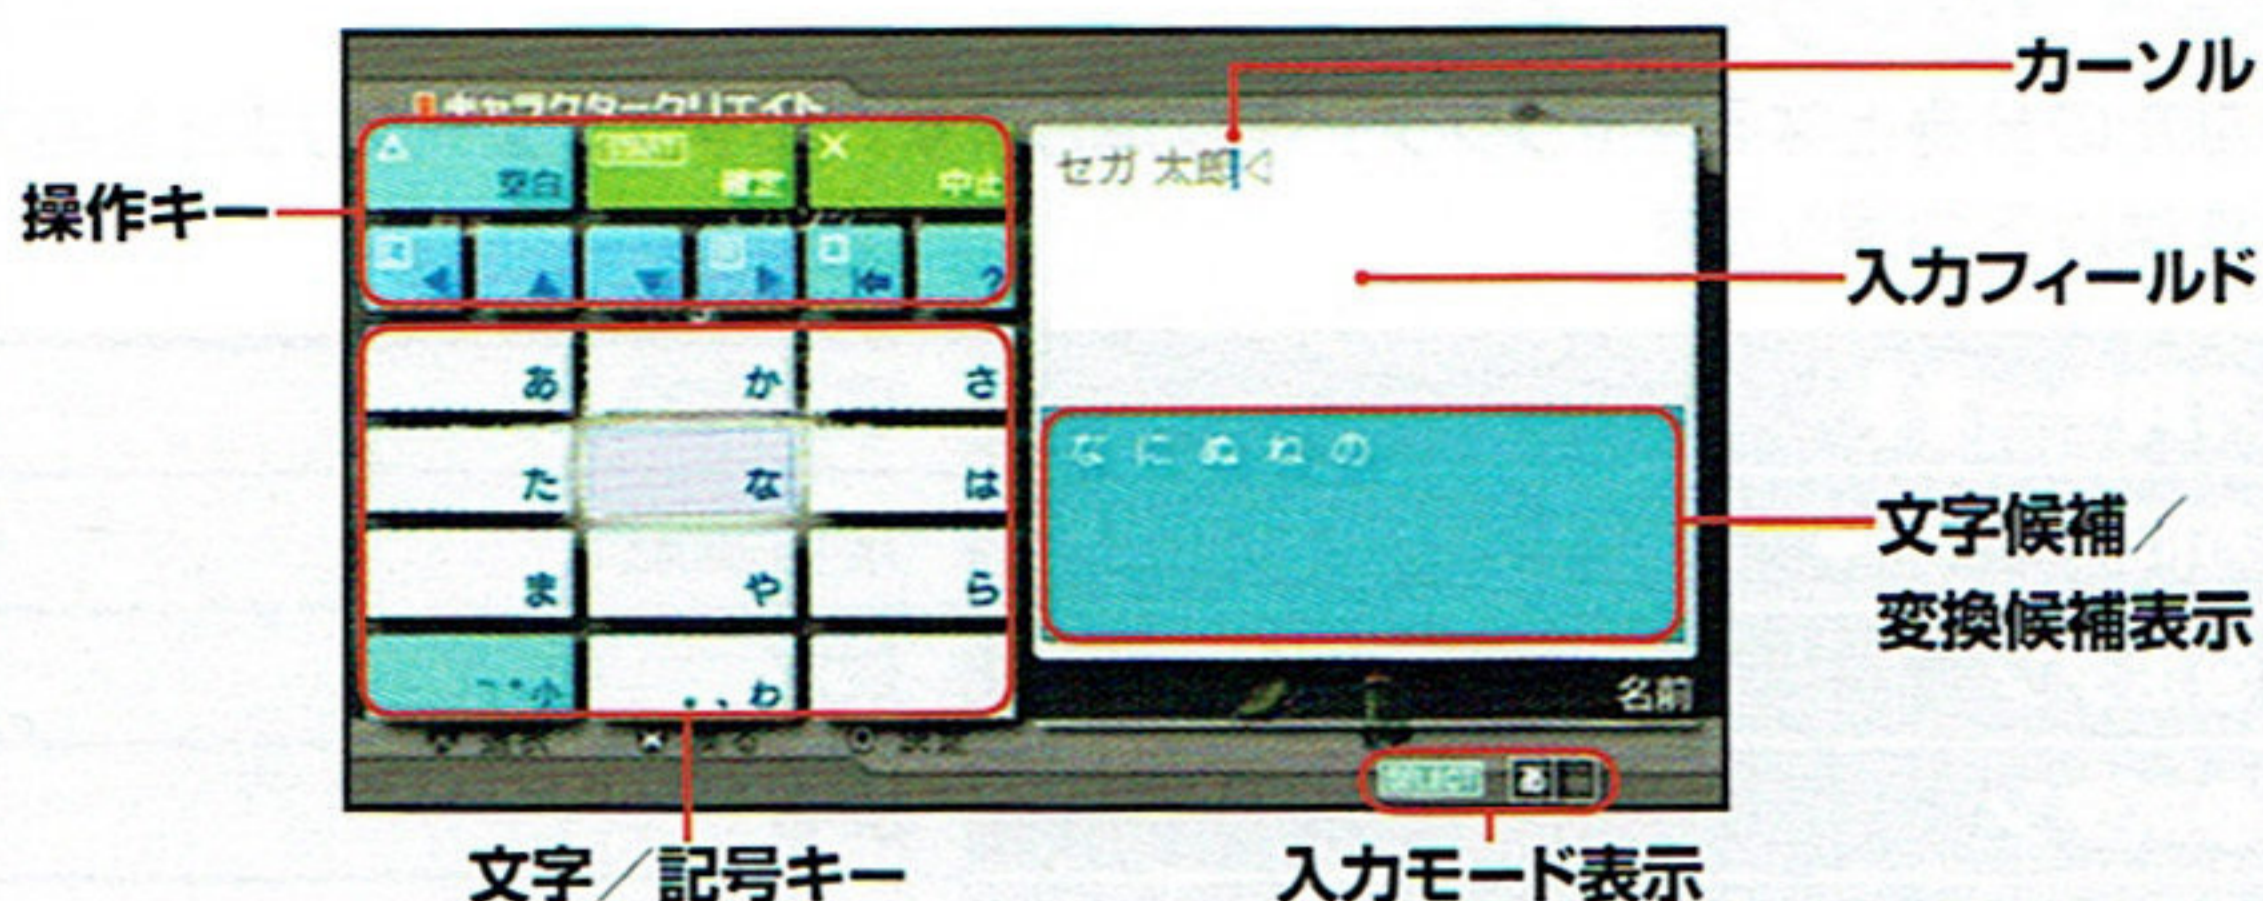 カーソル
キャラクタークリエイト
△ START ×
空白 確定 中止
操作キー
セガ 太郎
入力フィールド
?
あ か さ
た な は
ま や ら
゛゜小 。、わ
な に ぬ ね の
文字候補／
変換候補表示
名前
あ
文字／記号キー
入力モード表示